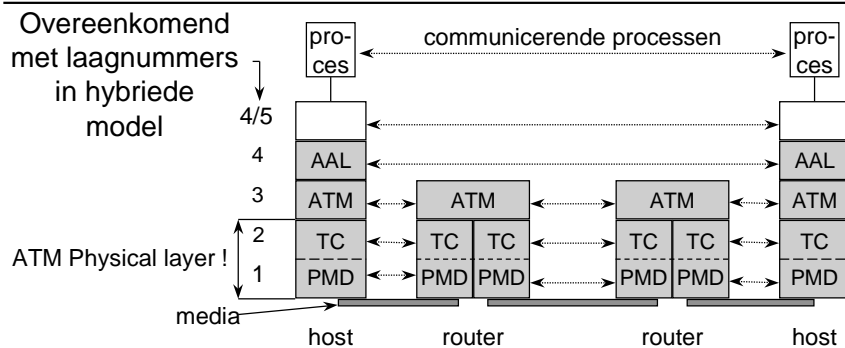 Overeenkomend
met laagnummers
in hybriede
model
pro-
ces
communicerende processen
pro-
ces
4/5
4
AAL
AAL
3
ATM
ATM
ATM
ATM
2
TC
TC
TC
TC
TC
TC
ATM Physical layer !
1
PMD
PMD
PMD
PMD
PMD
PMD
media
host
router
router
host